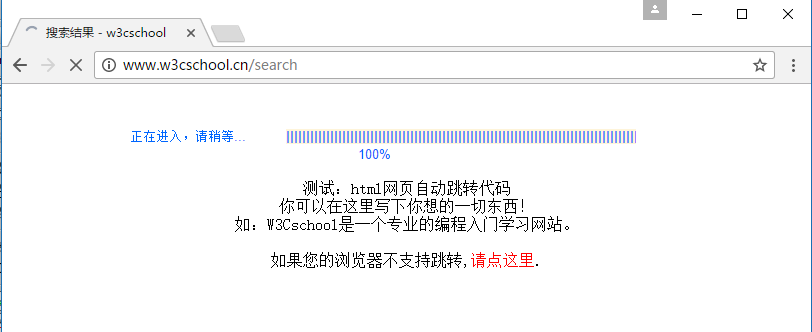 搜索结果 - w3cschool
www.w3cschool.cn/search
正在进入，请稍等...
100%
测试：html网页自动跳转代码
你可以在这里写下你想的一切东西！
如：W3Cschool是一个专业的编程入门学习网站。
如果您的浏览器不支持跳转,请点这里.